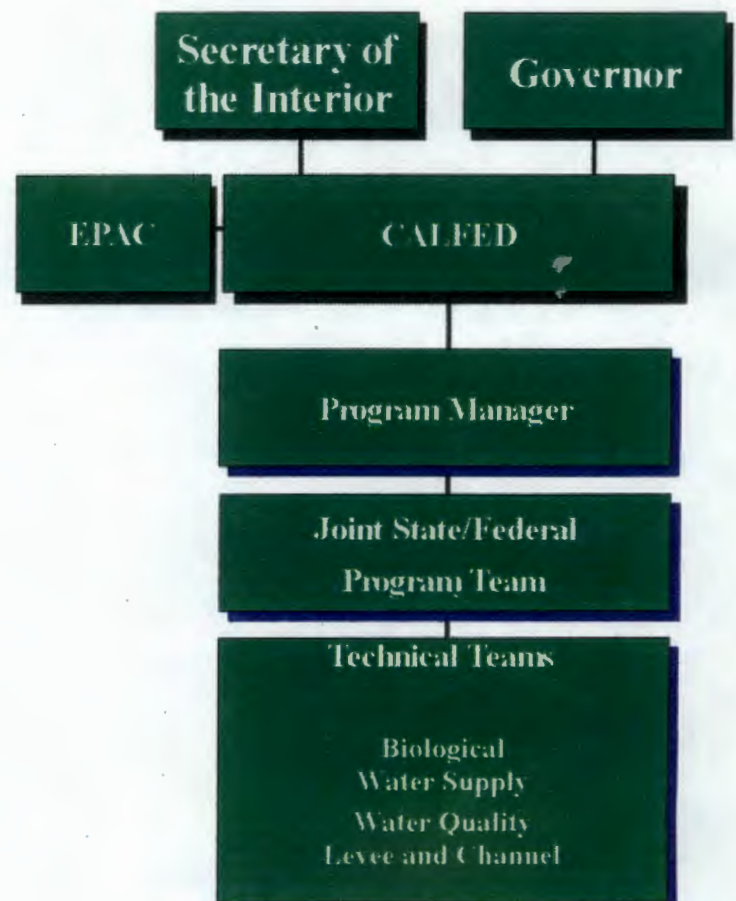 Secretary of
the Interior
Governor
EPAC
CALFED
Program Manager
Joint State/Federal
Program Team
Technical Teams
Biological
Water Supply
Water Quality
Levee and Channel